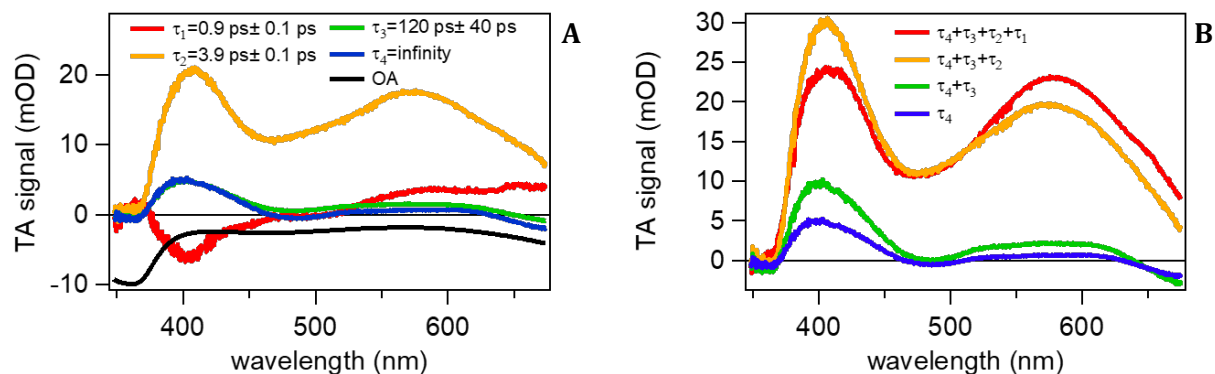 τ1=0.9 ps± 0.1 ps
τ2=3.9 ps± 0.1 ps
τ3=120 ps± 40 ps
τ4=infinity
OA
A
20
10
0
-10
TA signal (mOD)
400
500
600
wavelength (nm)
τ4+τ3+τ2+τ1
τ4+τ3+τ2
τ4+τ3
τ4
B
30
25
20
15
10
5
0
TA signal (mOD)
400
500
600
wavelength (nm)